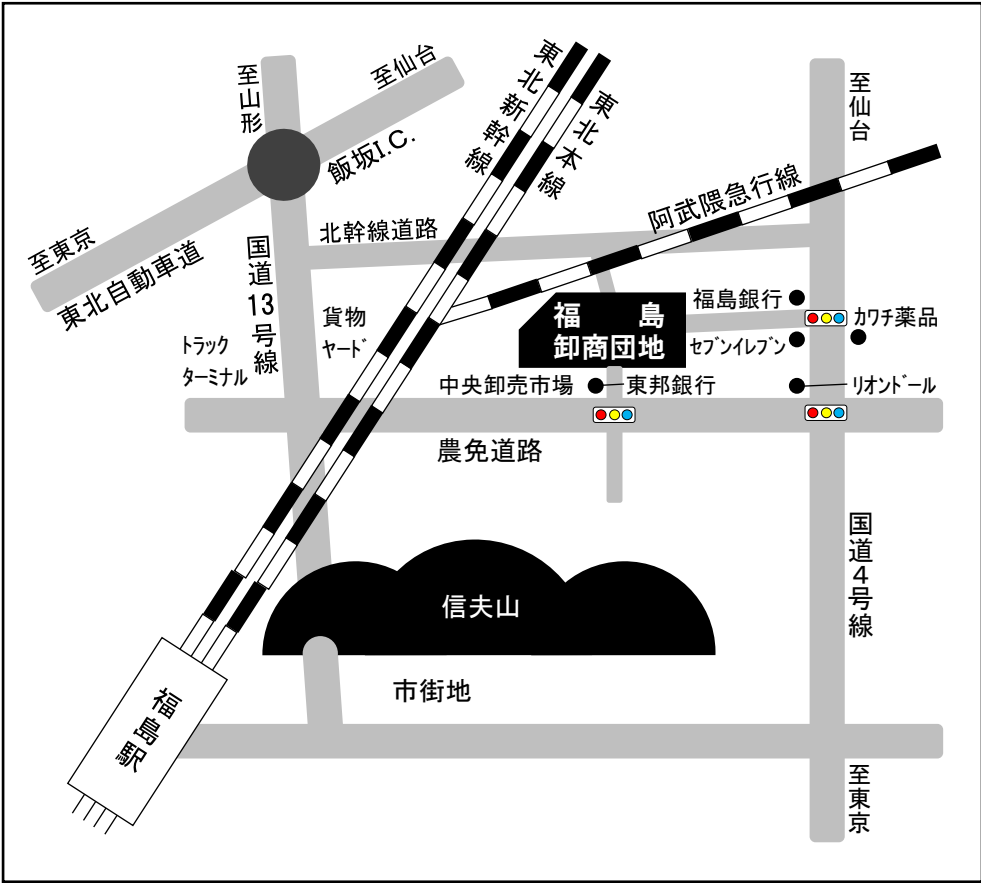 至山形
至仙台
飯坂I.C.
至東京
東北自動車道
国道13号線
東北新幹線
東北本線
至仙台
阿武隈急行線
北幹線道路
貨物
ヤード
トラック
ターミナル
福　島
卸商団地
福島銀行
カワチ薬品
セブンイレブン
中央卸売市場
東邦銀行
リオンドール
農免道路
国道4号線
信夫山
市街地
福島駅
至東京